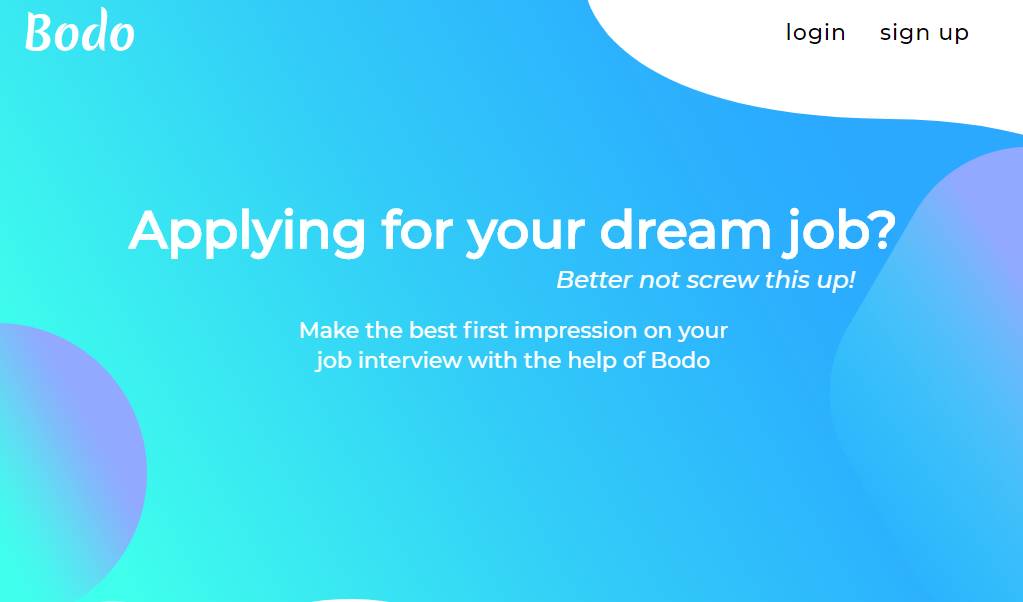 Bodo
login sign up
Applying for your dream job?
Better not screw this up!
Make the best first impression on your
job interview with the help of Bodo